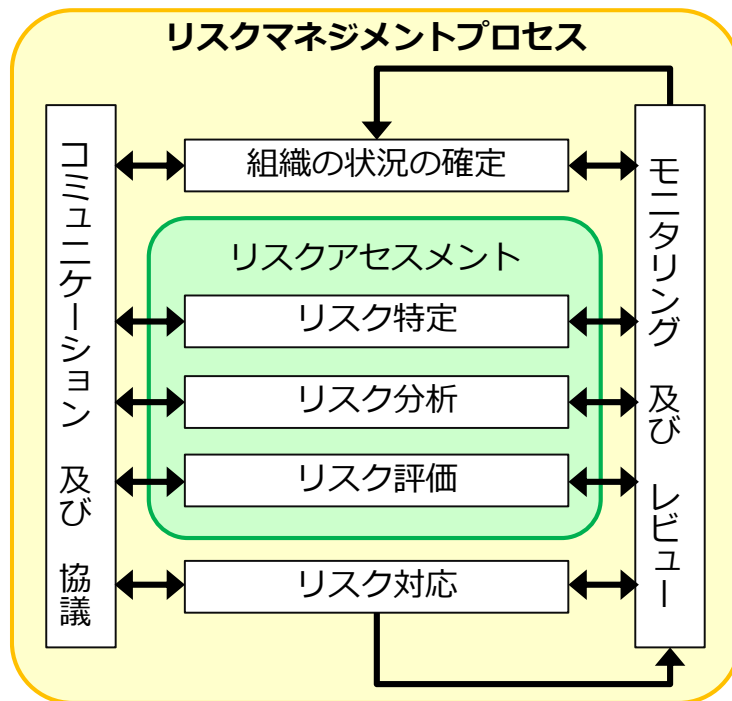 リスクマネジメントプロセス
コミュニケーション 及び 協議
組織の状況の確定
リスクアセスメント
リスク特定
リスク分析
リスク評価
リスク対応
モニタリング 及び レビュー